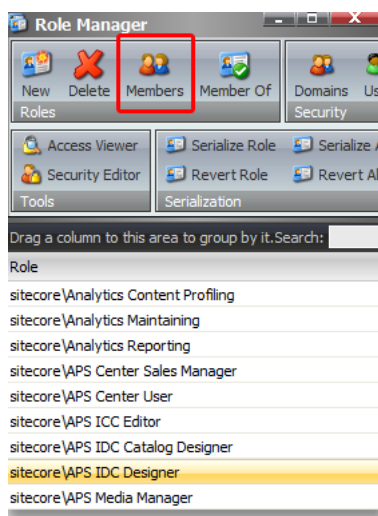 Role Manager
New Delete Members Member Of Domains
Roles Security
Access Viewer Serialize Role Serialize
Security Editor Revert Role Revert
Tools Serialization
Drag a column to this area to group by it. Search:
Role
sitecore\Analytics Content Profiling
sitecore\Analytics Maintaining
sitecore\Analytics Reporting
sitecore\APS Center Sales Manager
sitecore\APS Center User
sitecore\APS ICC Editor
sitecore\APS IDC Catalog Designer
sitecore\APS IDC Designer
sitecore\APS Media Manager